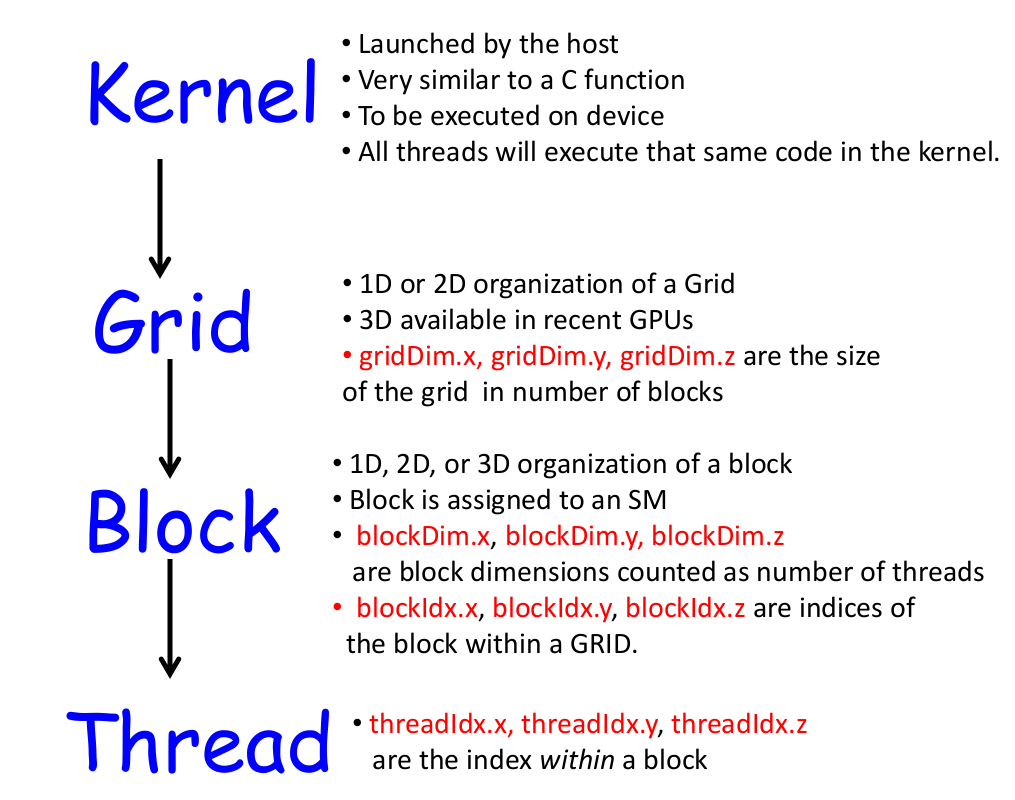 Kernel
• Launched by the host
• Very similar to a C function
• To be executed on device
• All threads will execute that same code in the kernel.
Grid
• 1D or 2D organization of a Grid
• 3D available in recent GPUs
• gridDim.x, gridDim.y, gridDim.z are the size
of the grid  in number of blocks
Block
• 1D, 2D, or 3D organization of a block
• Block is assigned to an SM
•  blockDim.x, blockDim.y, blockDim.z
are block dimensions counted as number of threads
•  blockIdx.x, blockIdx.y, blockIdx.z are indices of
the block within a GRID.
Thread
• threadIdx.x, threadIdx.y, threadIdx.z
are the index within a block